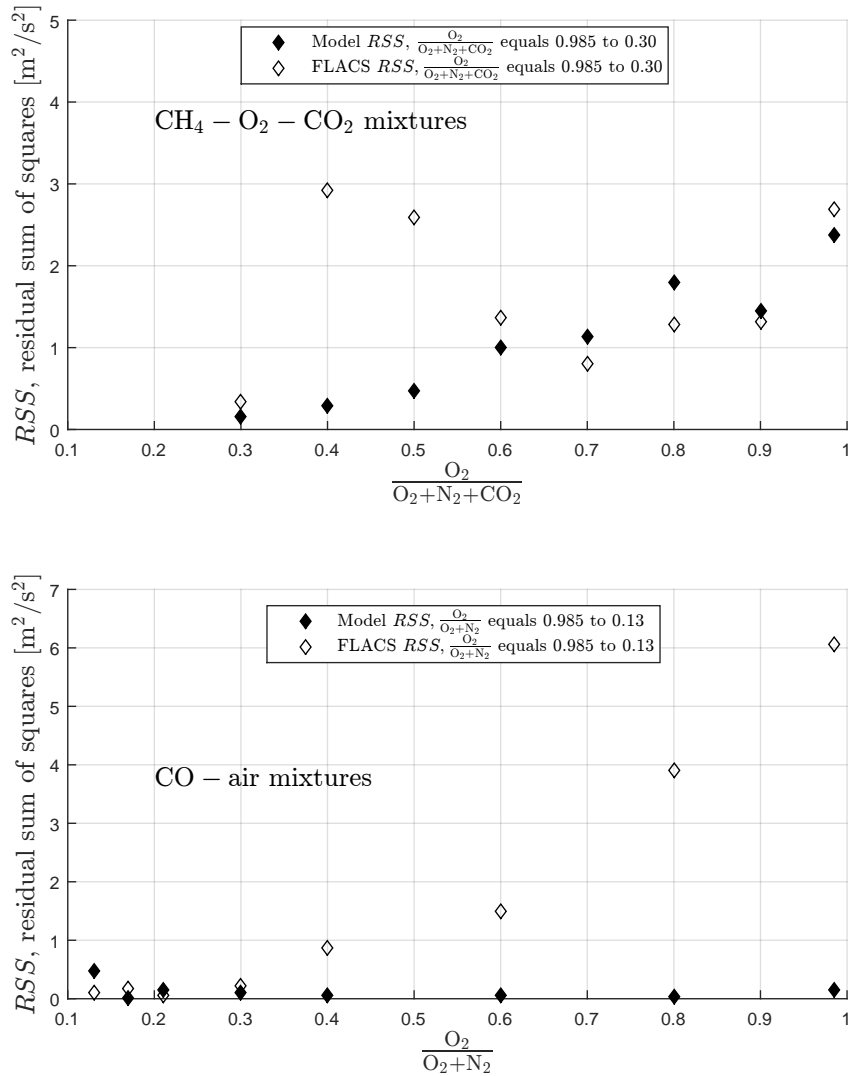 RSS, residual sum of squares [m²/s²]
5
4
3
2
1
0
Model RSS, O₂/(O₂+N₂+CO₂) equals 0.985 to 0.30
FLACS RSS, O₂/(O₂+N₂+CO₂) equals 0.985 to 0.30
CH₄ − O₂ − CO₂ mixtures
0.1 0.2 0.3 0.4 0.5 0.6 0.7 0.8 0.9 1
O₂
O₂+N₂+CO₂
RSS, residual sum of squares [m²/s²]
7
6
5
4
3
2
1
0
Model RSS, O₂/(O₂+N₂) equals 0.985 to 0.13
FLACS RSS, O₂/(O₂+N₂) equals 0.985 to 0.13
CO − air mixtures
0.1 0.2 0.3 0.4 0.5 0.6 0.7 0.8 0.9 1
O₂
O₂+N₂